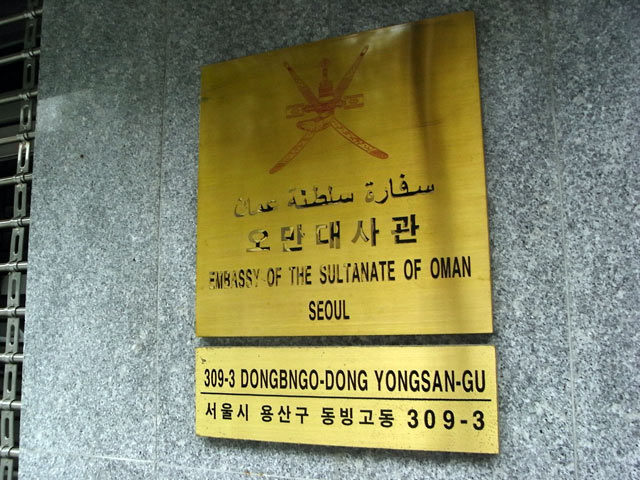 سفارة سلطنة عمان
오만대사관
EMBASSY OF THE SULTANATE OF OMAN
SEOUL
309-3 DONGBNGO-DONG YONGSAN-GU
서울시 용산구 동빙고동 309-3